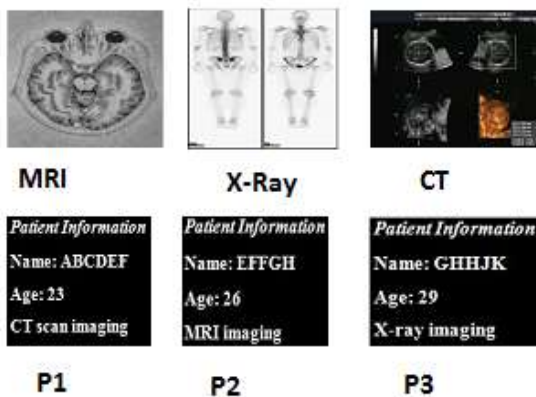 MRI
X-Ray
CT
Patient Information
Name: ABCDEF
Age: 23
CT scan imaging
Patient Information
Name: EFFGH
Age: 26
MRI imaging
Patient Information
Name: GHHJK
Age: 29
X-ray imaging
P1
P2
P3